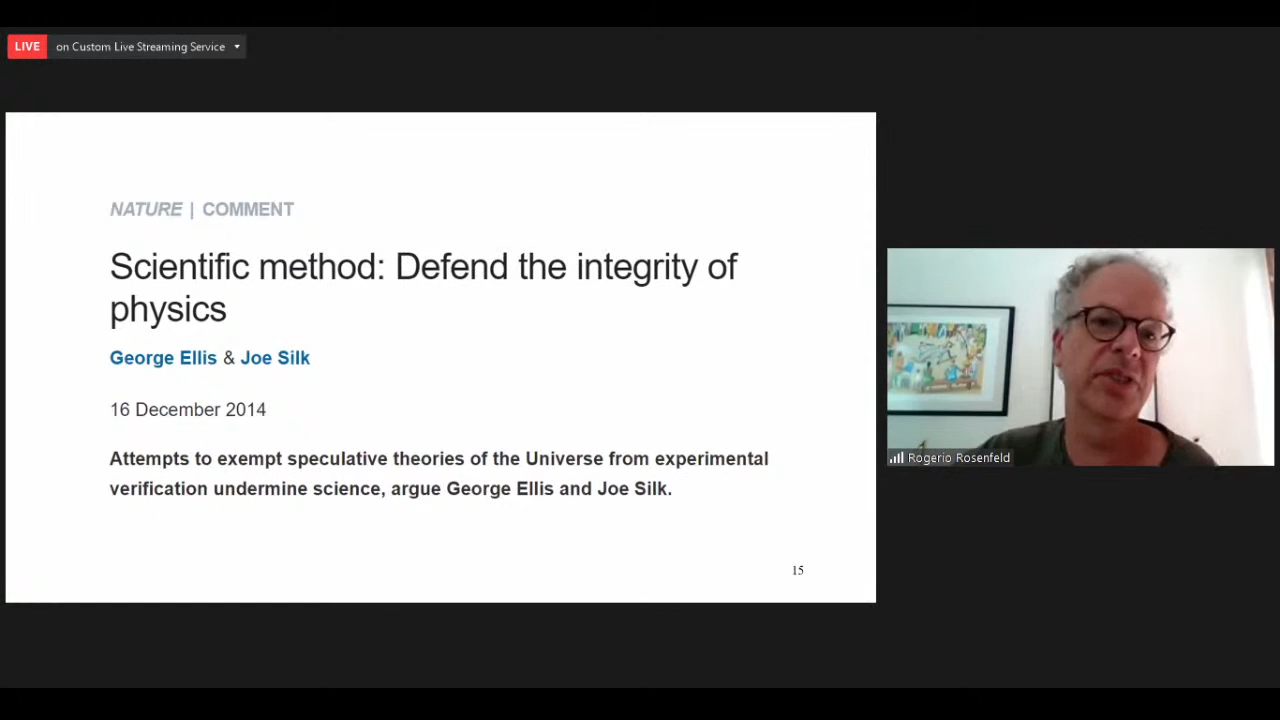 LIVE on Custom Live Streaming Service
NATURE | COMMENT
Scientific method: Defend the integrity of
physics
George Ellis & Joe Silk
16 December 2014
Attempts to exempt speculative theories of the Universe from experimental
verification undermine science, argue George Ellis and Joe Silk.
15
Rogerio Rosenfeld